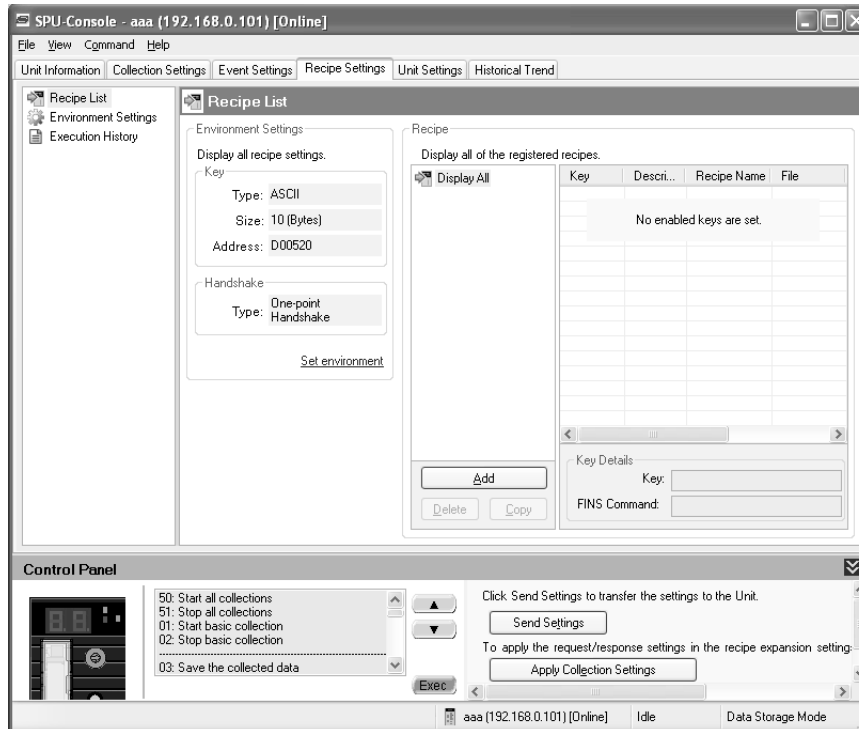 SPU-Console - aaa (192.168.0.101) [Online]
File View Command Help
Unit Information Collection Settings Event Settings Recipe Settings Unit Settings Historical Trend
Recipe List
Environment Settings
Execution History
Recipe List
Environment Settings
Display all recipe settings.
Key
Type: ASCII
Size: 10 (Bytes)
Address: D00520
Handshake
Type: One-point
Handshake
Set environment
Recipe
Display all of the registered recipes.
Display All
Key Descri... Recipe Name File
No enabled keys are set.
Add
Delete Copy
Key Details
Key:
FINS Command:
Control Panel
50: Start all collections
51: Stop all collections
01: Start basic collection
02: Stop basic collection
03: Save the collected data
Exec
Click Send Settings to transfer the settings to the Unit.
Send Settings
To apply the request/response settings in the recipe expansion setting
Apply Collection Settings
aaa (192.168.0.101) [Online] Idle Data Storage Mode